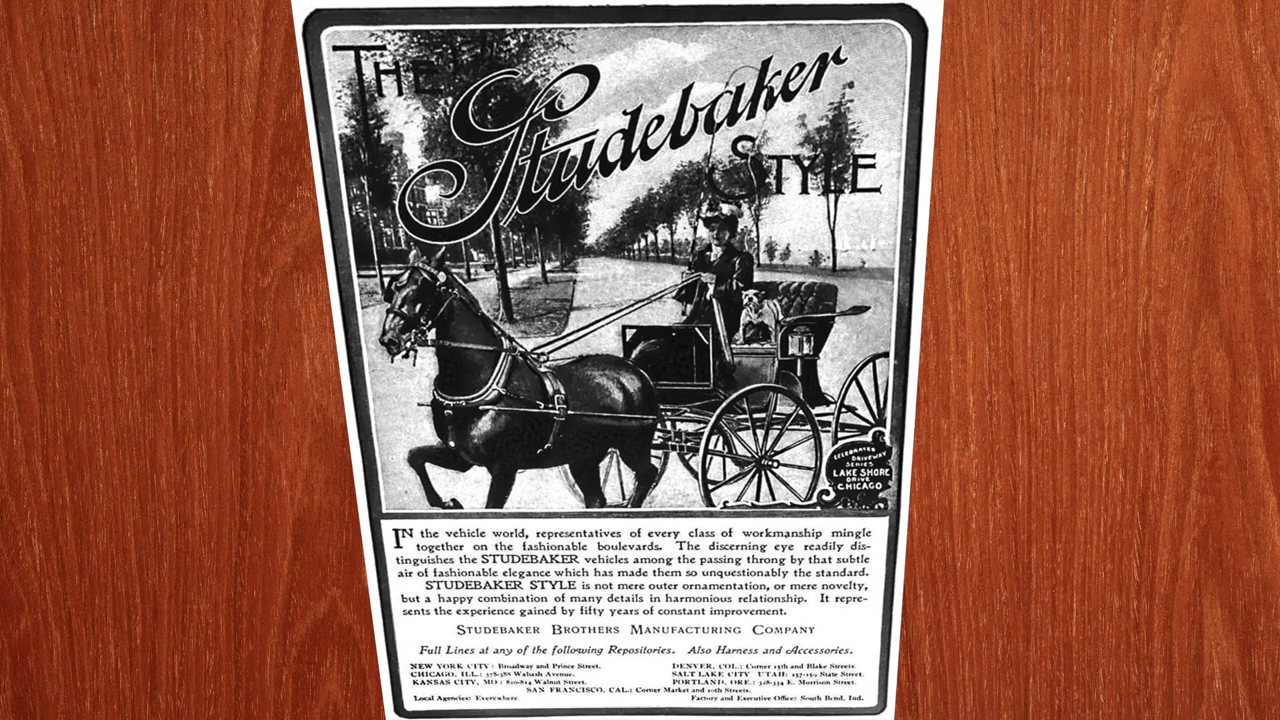 THE
Studebaker
STYLE
CELEBRATED
DRIVEWAY
SERIES
LAKE SHORE
DRIVE
CHICAGO
IN the vehicle world, representatives of every class of workmanship mingle
together on the fashionable boulevards. The discerning eye readily dis-
tinguishes the STUDEBAKER vehicles among the passing throng by that subtle
air of fashionable elegance which has made them so unquestionably the standard.
STUDEBAKER STYLE is not mere outer ornamentation, or mere novelty,
but a happy combination of many details in harmonious relationship. It repre-
sents the experience gained by fifty years of constant improvement.
STUDEBAKER BROTHERS MANUFACTURING COMPANY
Full Lines at any of the following Repositories. Also Harness and Accessories.
NEW YORK CITY: Broadway and Prince Street. DENVER, COL.: Corner 15th and Blake Streets.
CHICAGO, ILL.: 378-388 Wabash Avenue. SALT LAKE CITY UTAH: 157-159 State Street.
KANSAS CITY, MO: 810-814 Walnut Street. PORTLAND, ORE.: 328-334 E. Morrison Street.
SAN FRANCISCO, CAL.: Corner Market and 10th Streets.
Local Agencies: Everywhere. Factory and Executive Office: South Bend, Ind.